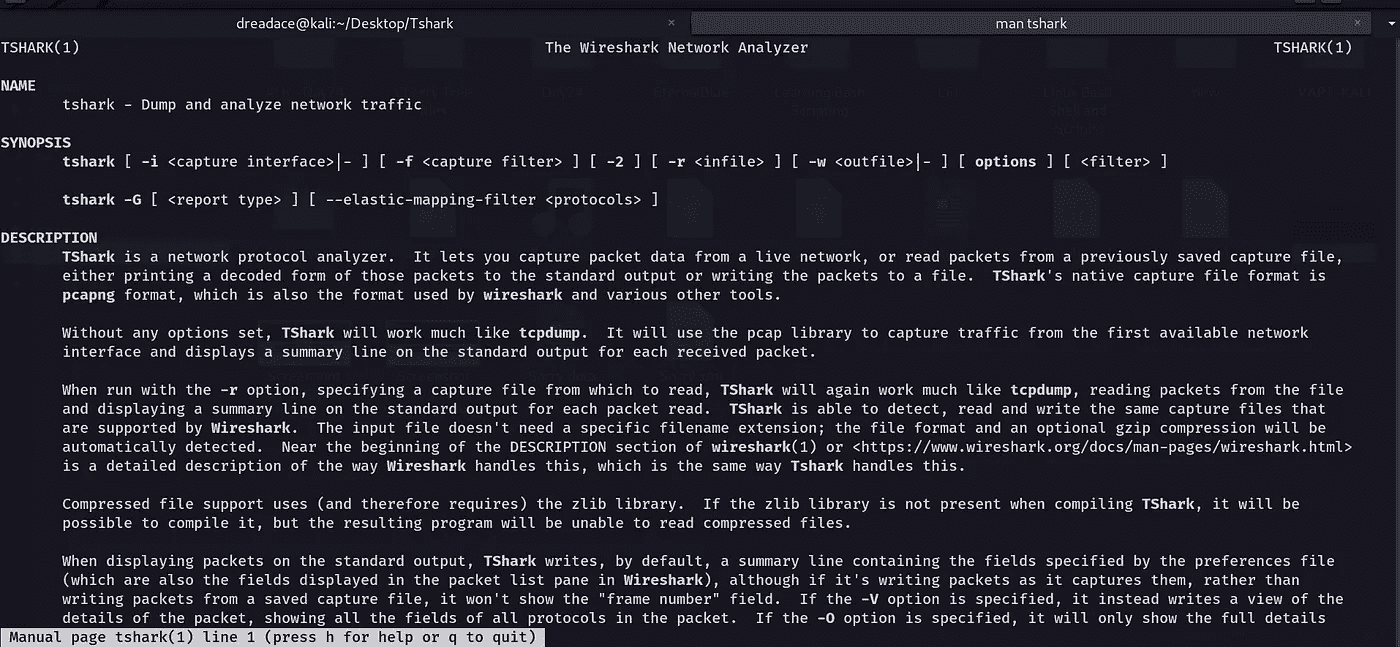 dreadace@kali:~/Desktop/Tshark × man tshark ×
TSHARK(1) The Wireshark Network Analyzer TSHARK(1)
NAME
tshark - Dump and analyze network traffic
SYNOPSIS
tshark [ -i <capture interface>|- ] [ -f <capture filter> ] [ -2 ] [ -r <infile> ] [ -w <outfile>|- ] [ options ] [ <filter> ]
tshark -G [ <report type> ] [ --elastic-mapping-filter <protocols> ]
DESCRIPTION
TShark is a network protocol analyzer.  It lets you capture packet data from a live network, or read packets from a previously saved capture file,
either printing a decoded form of those packets to the standard output or writing the packets to a file.  TShark's native capture file format is
pcapng format, which is also the format used by wireshark and various other tools.
Without any options set, TShark will work much like tcpdump.  It will use the pcap library to capture traffic from the first available network
interface and displays a summary line on the standard output for each received packet.
When run with the -r option, specifying a capture file from which to read, TShark will again work much like tcpdump, reading packets from the file
and displaying a summary line on the standard output for each packet read.  TShark is able to detect, read and write the same capture files that
are supported by Wireshark.  The input file doesn't need a specific filename extension; the file format and an optional gzip compression will be
automatically detected.  Near the beginning of the DESCRIPTION section of wireshark(1) or <https://www.wireshark.org/docs/man-pages/wireshark.html>
is a detailed description of the way Wireshark handles this, which is the same way Tshark handles this.
Compressed file support uses (and therefore requires) the zlib library.  If the zlib library is not present when compiling TShark, it will be
possible to compile it, but the resulting program will be unable to read compressed files.
When displaying packets on the standard output, TShark writes, by default, a summary line containing the fields specified by the preferences file
(which are also the fields displayed in the packet list pane in Wireshark), although if it's writing packets as it captures them, rather than
writing packets from a saved capture file, it won't show the "frame number" field.  If the -V option is specified, it instead writes a view of the
details of the packet, showing all the fields of all protocols in the packet.  If the -O option is specified, it will only show the full details
Manual page tshark(1) line 1 (press h for help or q to quit)